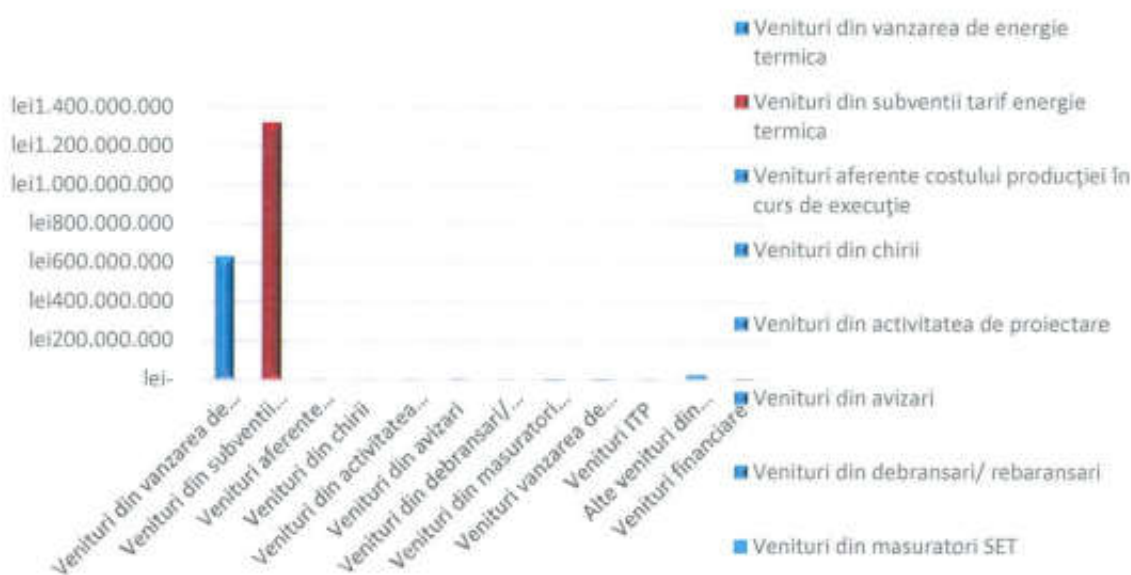 lei1.400.000.000
lei1.200.000.000
lei1.000.000.000
lei800.000.000
lei600.000.000
lei400.000.000
lei200.000.000
lei-
Venituri din vanzarea de...
Venituri din subventii...
Venituri aferente...
Venituri din chirii
Venituri din activitatea...
Venituri din avizari
Venituri din debransari/...
Venituri din masuratori...
Venituri vanzarea de...
Venituri ITP
Alte venituri din...
Venituri financiare
Venituri din vanzarea de energie
termica
Venituri din subventii tarif energie
termica
Venituri aferente costului producţiei în
curs de execuţie
Venituri din chirii
Venituri din activitatea de proiectare
Venituri din avizari
Venituri din debransari/ rebaransari
Venituri din masuratori SET